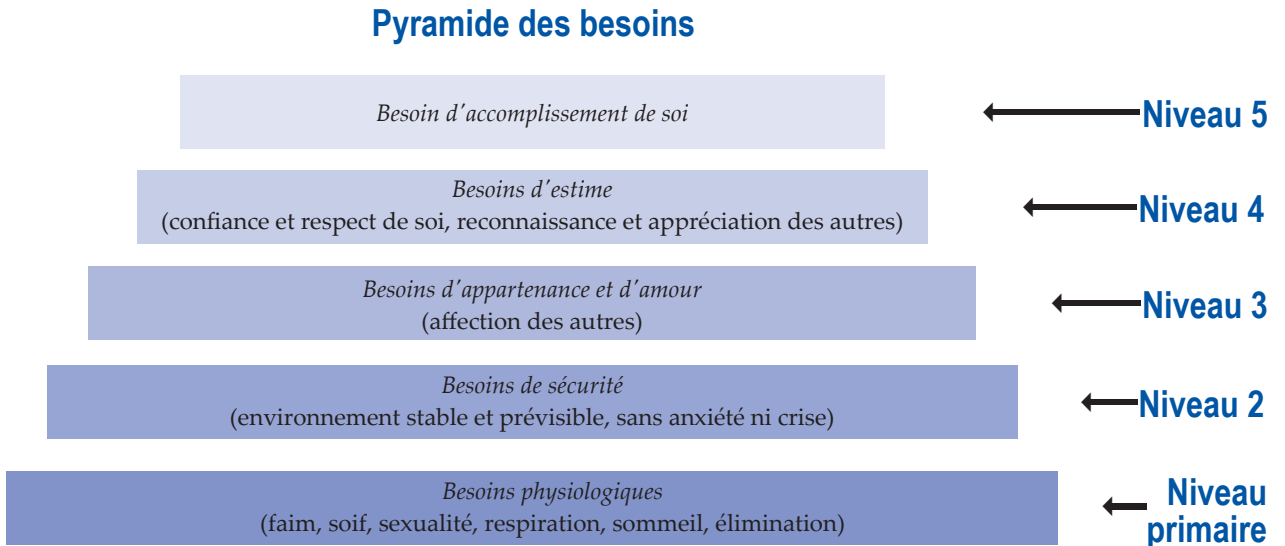 Pyramide des besoins
Besoin d'accomplissement de soi
Niveau 5
Besoins d'estime
(confiance et respect de soi, reconnaissance et appréciation des autres)
Niveau 4
Besoins d'appartenance et d'amour
(affection des autres)
Niveau 3
Besoins de sécurité
(environnement stable et prévisible, sans anxiété ni crise)
Niveau 2
Besoins physiologiques
(faim, soif, sexualité, respiration, sommeil, élimination)
Niveau
primaire